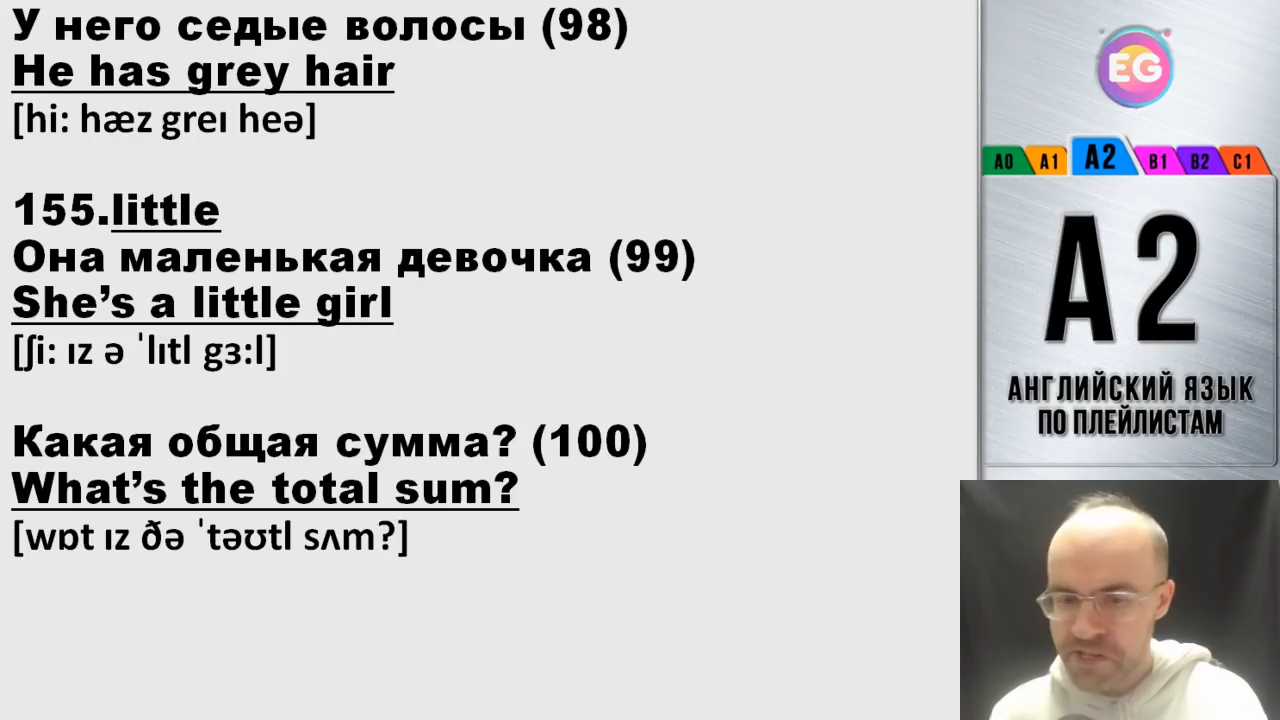 У него седые волосы (98)
He has grey hair
[hi: hæz greɪ heə]
155.little
Она маленькая девочка (99)
She’s a little girl
[ʃi: ɪz ə ˈlɪtl gɜ:l]
Какая общая сумма? (100)
What’s the total sum?
[wɒt ɪz ðə ˈtəʊtl sʌm?]
EG
A0 A1 A2 B1 B2 C1
A2
АНГЛИЙСКИЙ ЯЗЫК
ПО ПЛЕЙЛИСТАМ